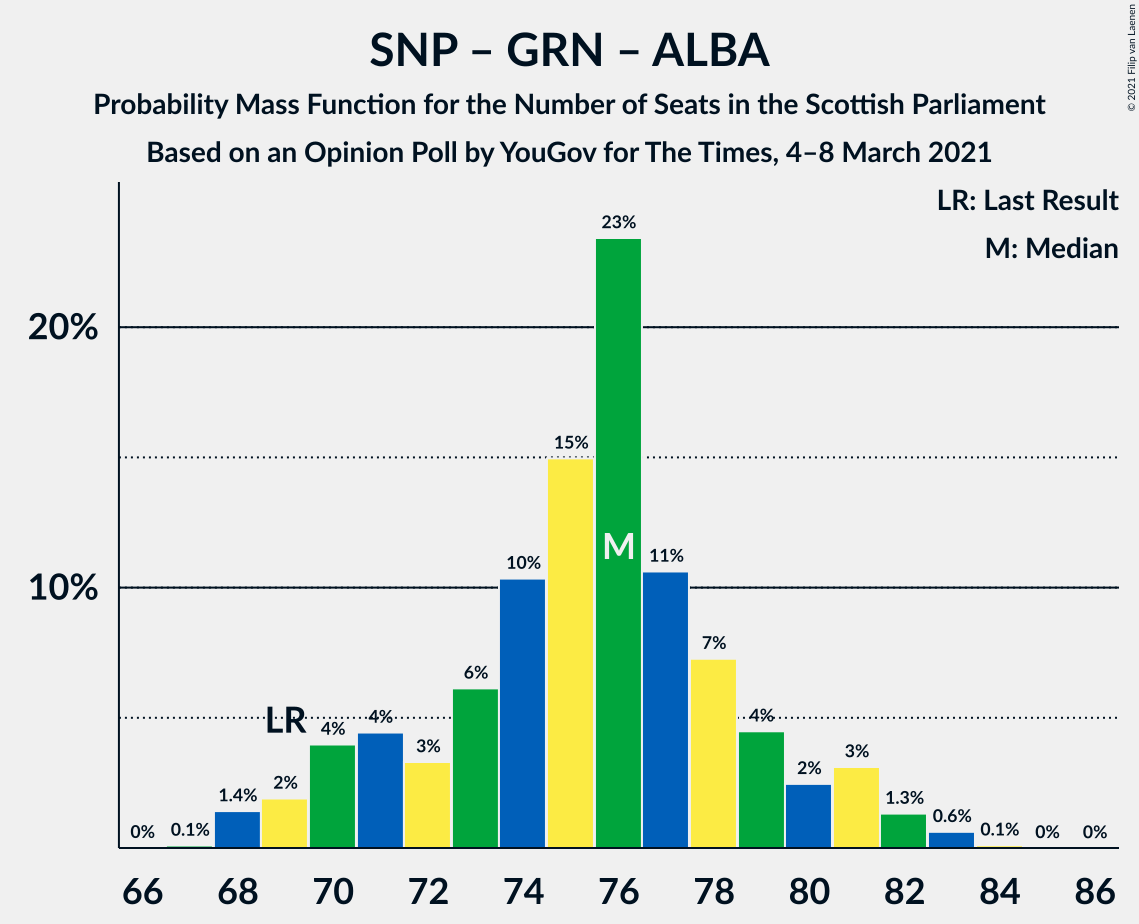 SNP – GRN – ALBA
Probability Mass Function for the Number of Seats in the Scottish Parliament
Based on an Opinion Poll by YouGov for The Times, 4–8 March 2021
© 2021 Filip van Laenen
LR: Last Result
M: Median
20%
10%
0% 0.1% 1.4% 2% 4% 4% 3% 6% 10% 15% 23% 11% 7% 4% 2% 3% 1.3% 0.6% 0.1% 0% 0%
LR
M
66 68 70 72 74 76 78 80 82 84 86